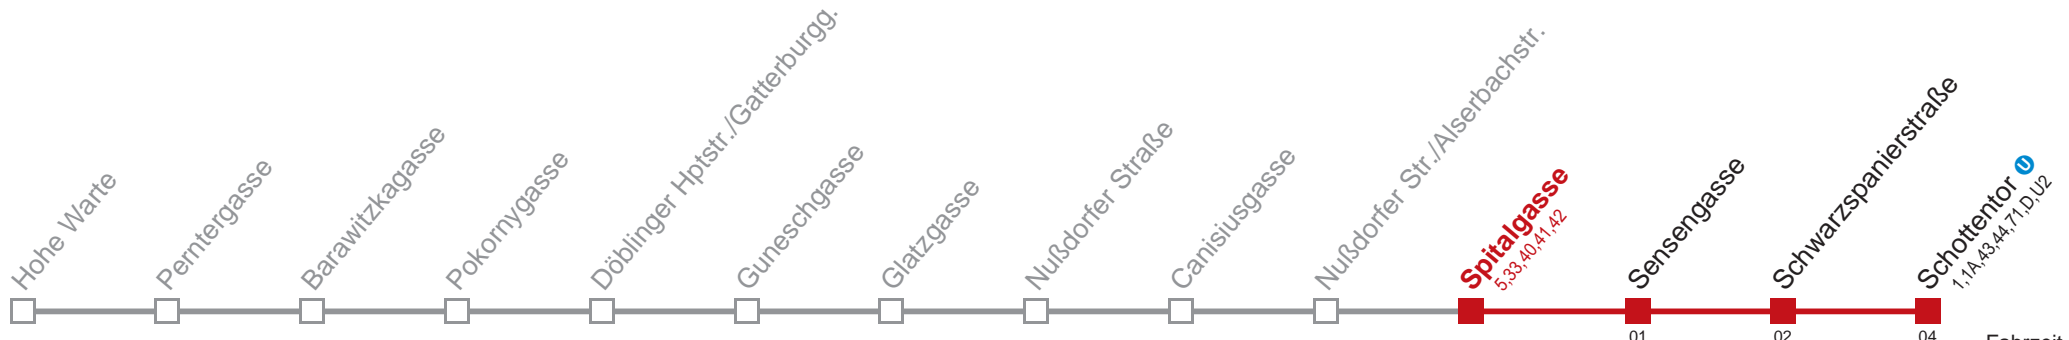 Hohe Warte
Perntergasse
Barawitzkagasse
Pokornygasse
Döblinger Hptstr./Gatterburgg.
Guneschgasse
Glatzgasse
Nußdorfer Straße
Canisiusgasse
Nußdorfer Str./Alserbachstr.
Spitalgasse
5,33,40,41,42
Sensengasse
Schwarzspanierstraße
Schottentor U
1,1A,43,44,71,D,U2
01
02
04
Fahrzeit